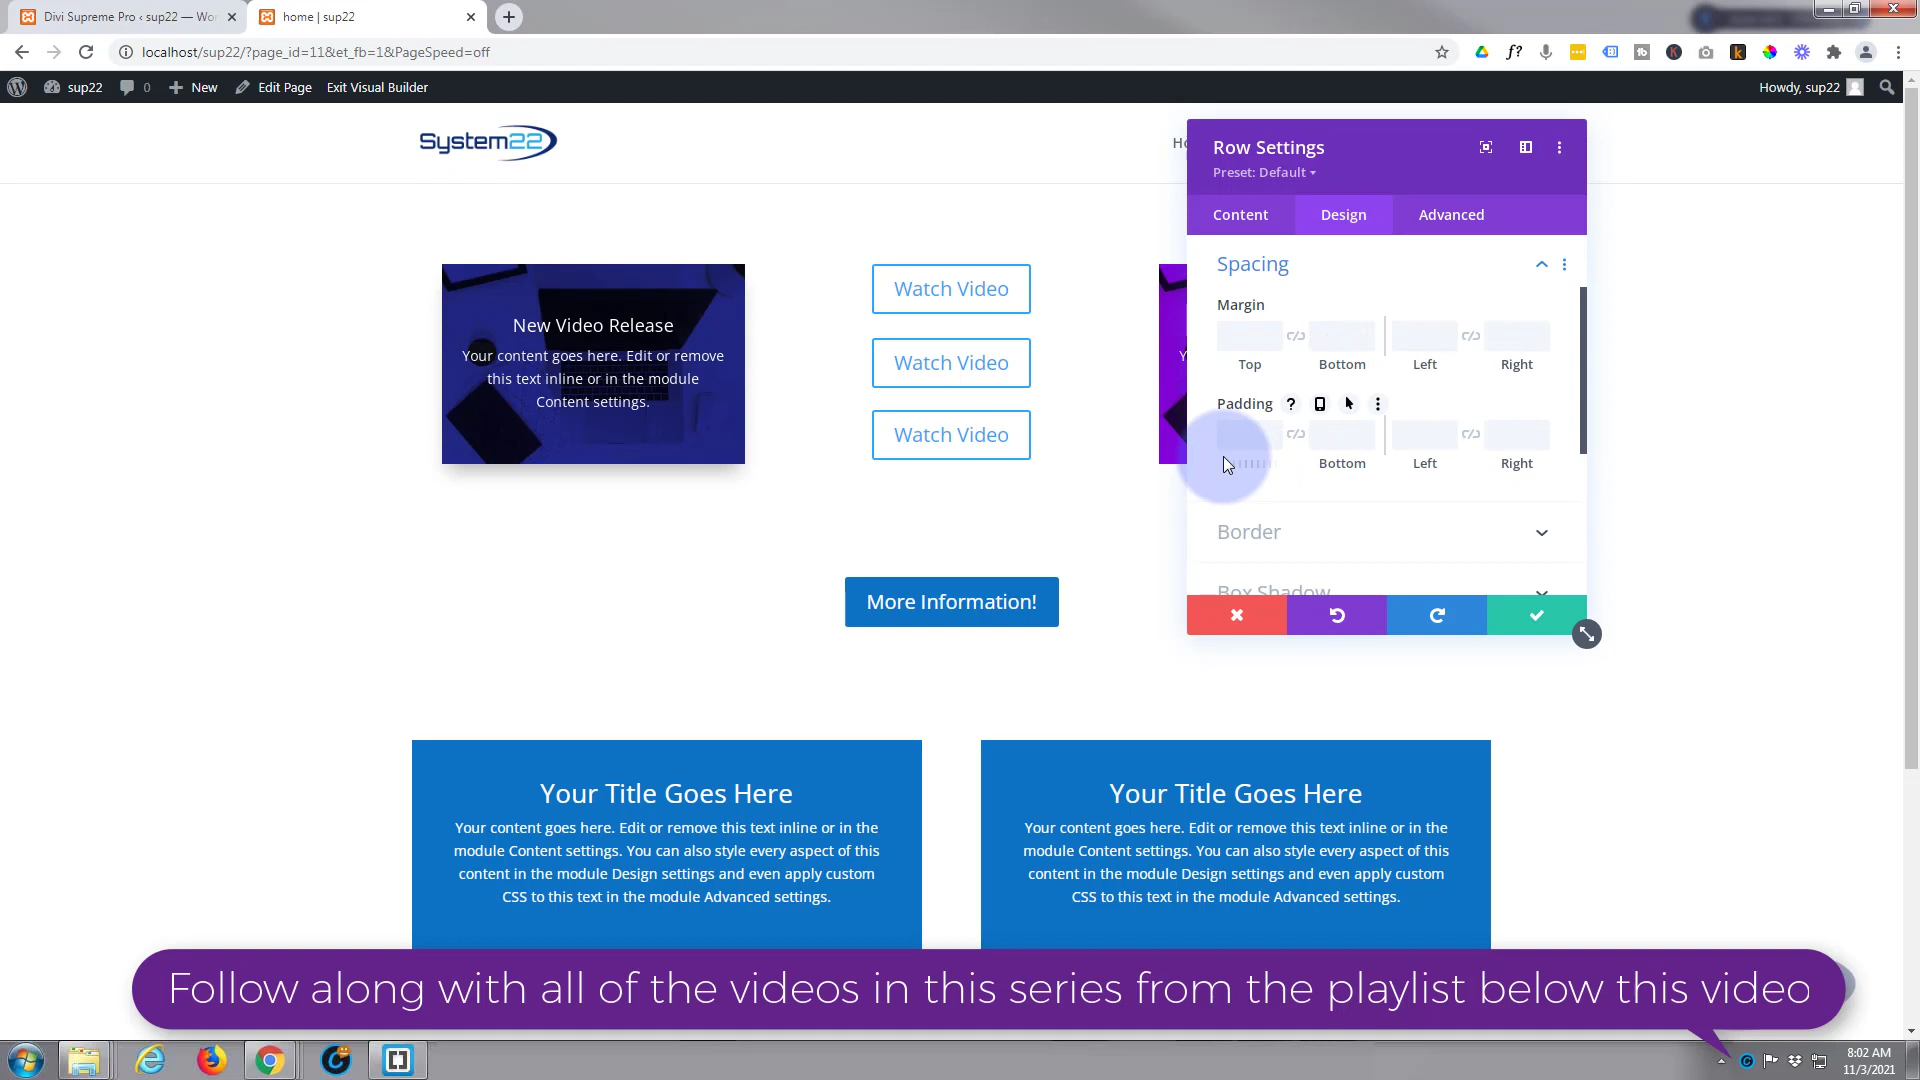 Divi Supreme Pro ‹ sup22 — Wor
home | sup22
localhost/sup22/?page_id=11&et_fb=1&PageSpeed=off
sup22
0
New
Edit Page
Exit Visual Builder
Howdy, sup22
System22
Ho
Row Settings
Preset: Default
Content
Design
Advanced
Spacing
Margin
Top
Bottom
Left
Right
Padding
Bottom
Left
Right
Border
Box Shadow
New Video Release
Your content goes here. Edit or remove
this text inline or in the module
Content settings.
Watch Video
Watch Video
Watch Video
Y
More Information!
Your Title Goes Here
Your content goes here. Edit or remove this text inline or in the
module Content settings. You can also style every aspect of this
content in the module Design settings and even apply custom
CSS to this text in the module Advanced settings.
Your Title Goes Here
Your content goes here. Edit or remove this text inline or in the
module Content settings. You can also style every aspect of this
content in the module Design settings and even apply custom
CSS to this text in the module Advanced settings.
Follow along with all of the videos in this series from the playlist below this video
8:02 AM
11/3/2021